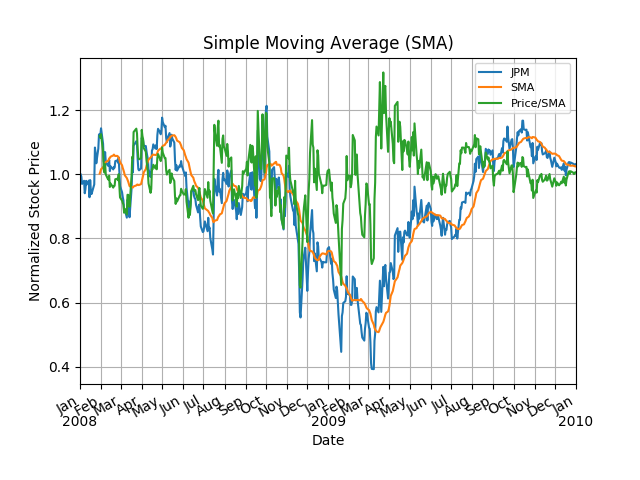 Simple Moving Average (SMA)
JPM
SMA
Price/SMA
Normalized Stock Price
1.2
1.0
0.8
0.6
0.4
Jan Feb Mar Apr May Jun Jul Aug Sep Oct Nov Dec Jan Feb Mar Apr May Jun Jul Aug Sep Oct Nov Dec Jan
2008 2009 2010
Date